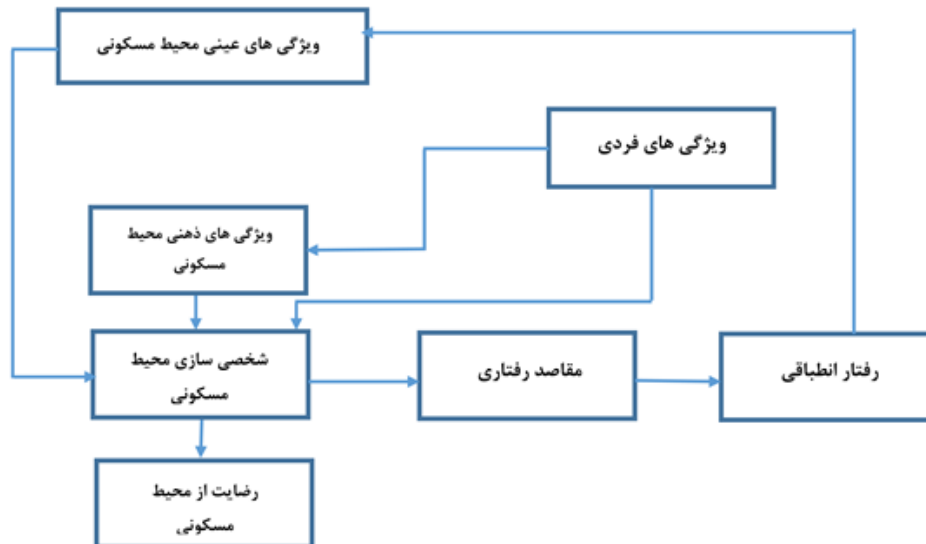 ویژگی های عینی محیط مسکونی
ویژگی های فردی
ویژگی های ذهنی محیط
مسکونی
شخصی سازی محیط
مسکونی
مقاصد رفتاری
رفتار انطباقی
رضایت از محیط
مسکونی